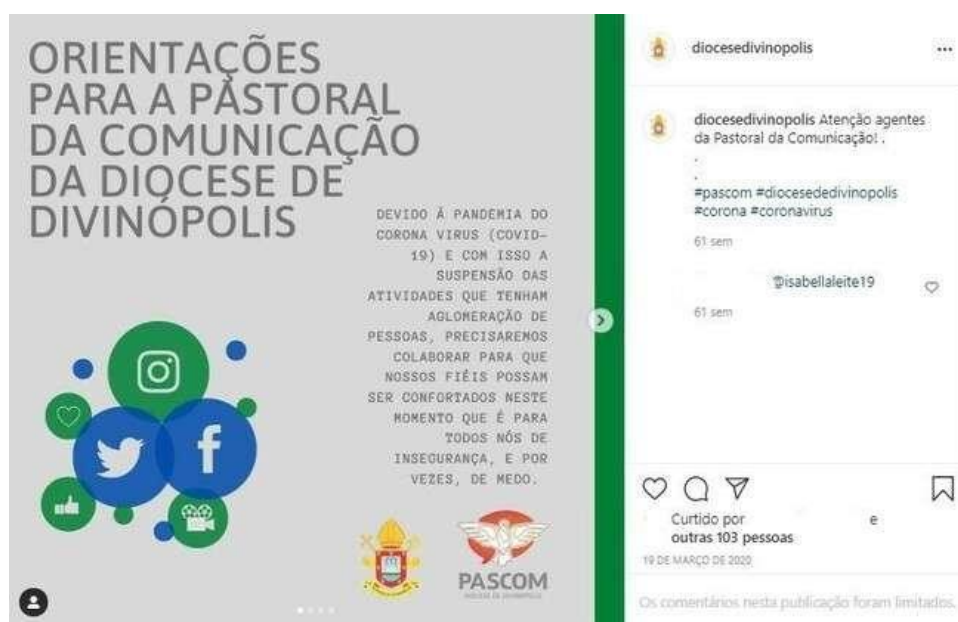 ORIENTAÇÕES
PARA A PASTORAL
DA COMUNICAÇÃO
DA DIOCESE DE
DIVINÓPOLIS
DEVIDO À PANDEMIA DO
CORONA VIRUS (COVID-
19) E COM ISSO A
SUSPENSÃO DAS
ATIVIDADES QUE TENHAM
AGLOMERAÇÃO DE
PESSOAS, PRECISAREMOS
COLABORAR PARA QUE
NOSSOS FIÉIS POSSAM
SER CONFORTADOS NESTE
MOMENTO QUE É PARA
TODOS NÓS DE
INSEGURANÇA, E POR
VEZES, DE MEDO.
PASCOM
DIOCESE DE DIVINÓPOLIS
diocesedivinopolis
diocesedivinopolis Atenção agentes
da Pastoral da Comunicação! .
.
.
#pascom #diocesededivinopolis
#corona #coronavirus
61 sem
@isabellaleite19
61 sem
Curtido por e
outras 103 pessoas
19 DE MARÇO DE 2020
Os comentários nesta publicação foram limitados.